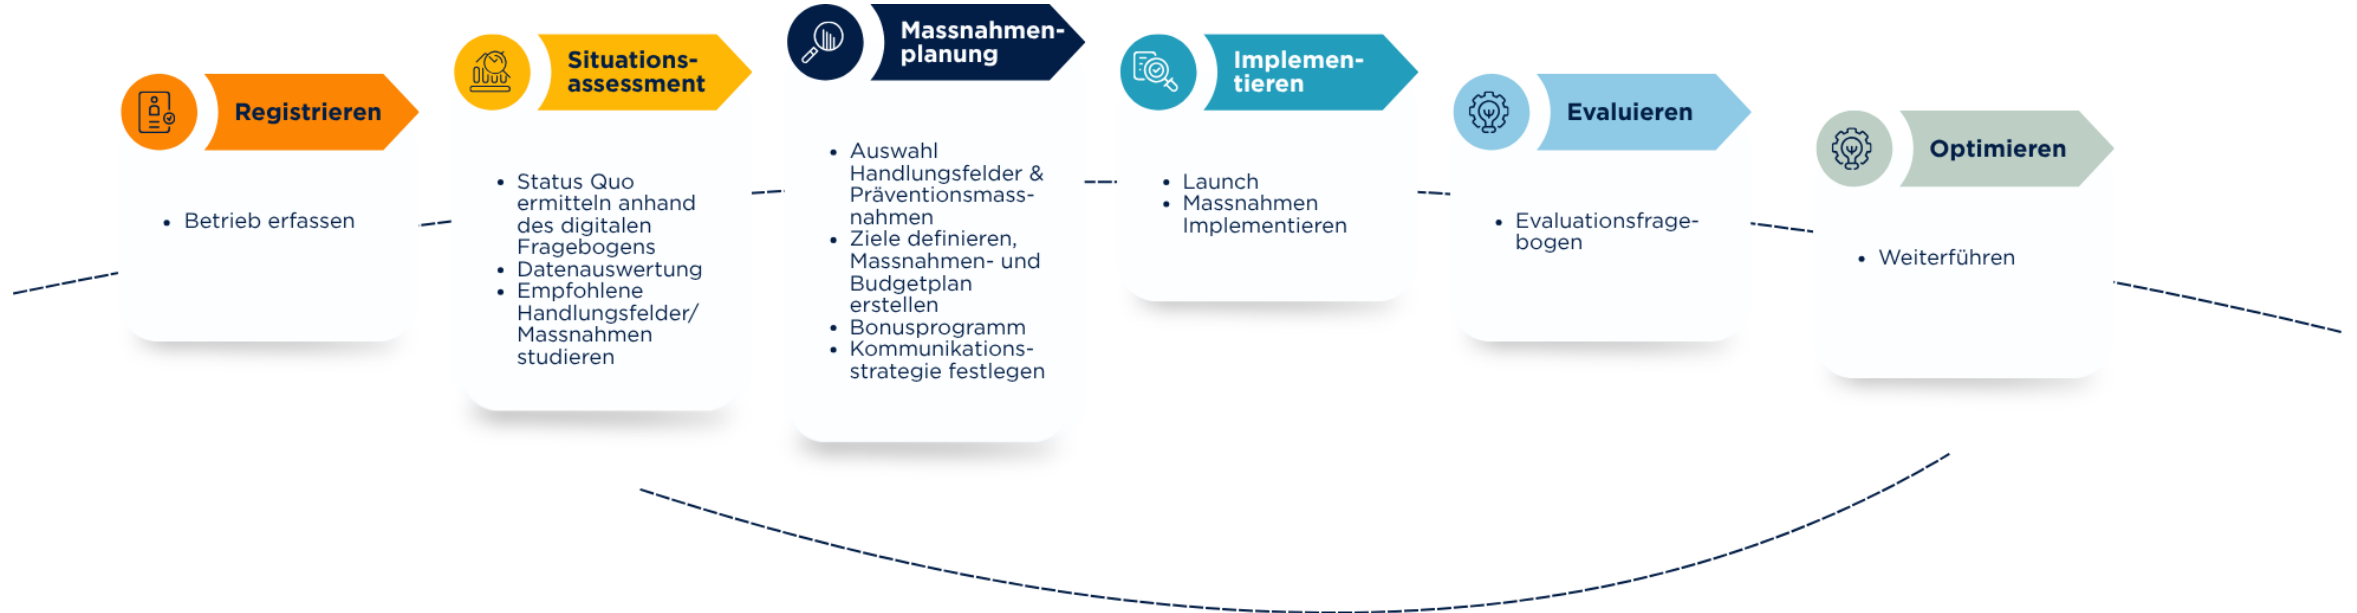 Registrieren
• Betrieb erfassen
Situations-
assessment
• Status Quo
ermitteln anhand
des digitalen
Fragebogens
• Datenauswertung
• Empfohlene
Handlungsfelder/
Massnahmen
studieren
Massnahmen-
planung
• Auswahl
Handlungsfelder &
Präventionsmass-
nahmen
• Ziele definieren,
Massnahmen- und
Budgetplan
erstellen
• Bonusprogramm
• Kommunikations-
strategie festlegen
Implemen-
tieren
• Launch
• Massnahmen
Implementieren
Evaluieren
• Evaluationsfrage-
bogen
Optimieren
• Weiterführen